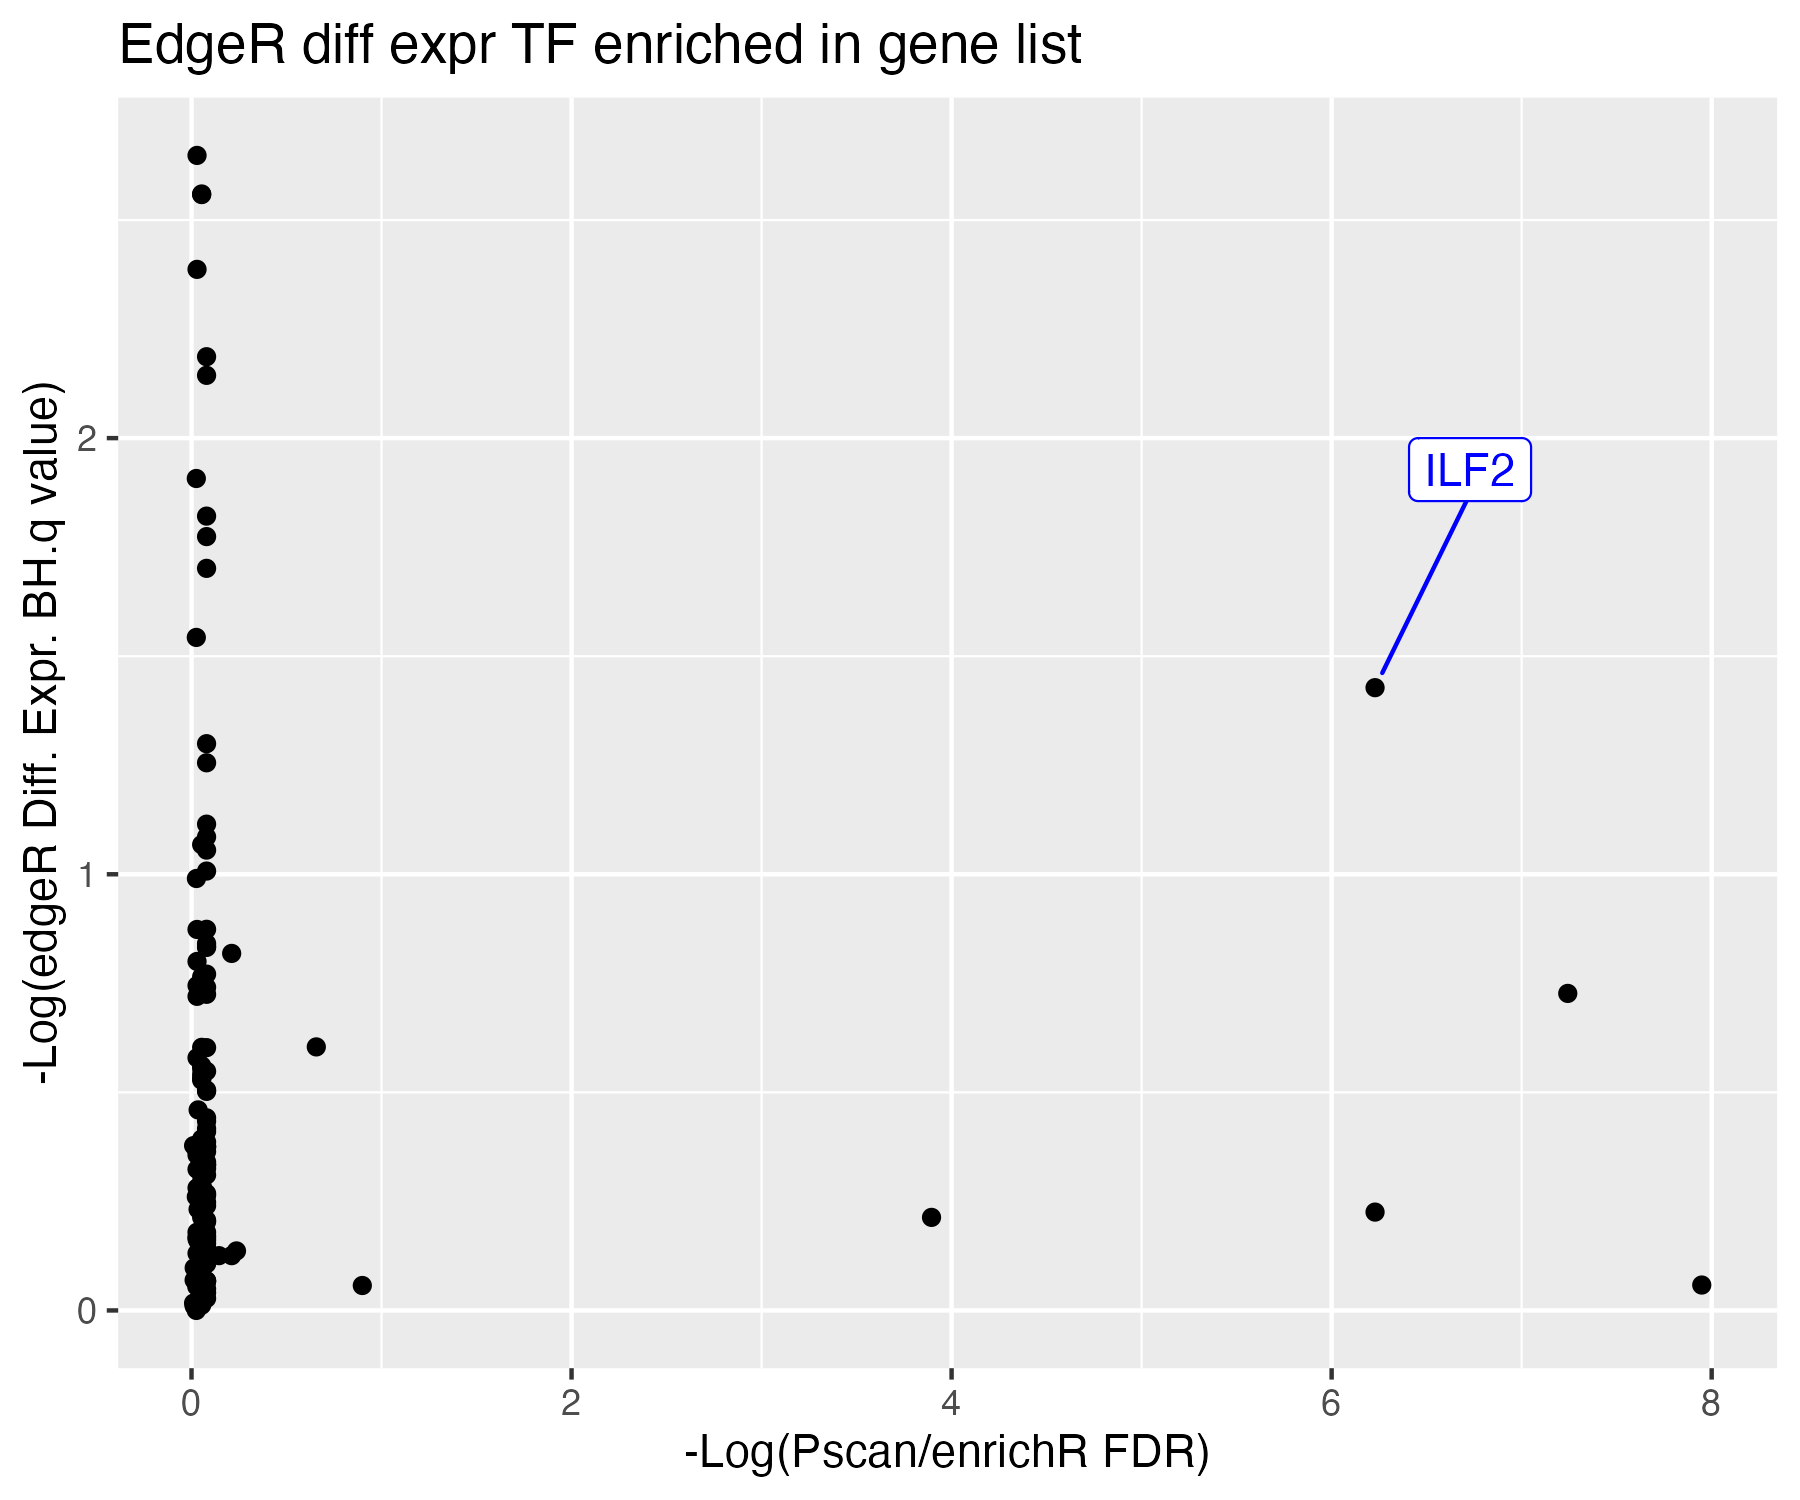 EdgeR diff expr TF enriched in gene list
-Log(edgeR Diff. Expr. BH.q value)
2
1
0
ILF2
0 2 4 6 8
-Log(Pscan/enrichR FDR)